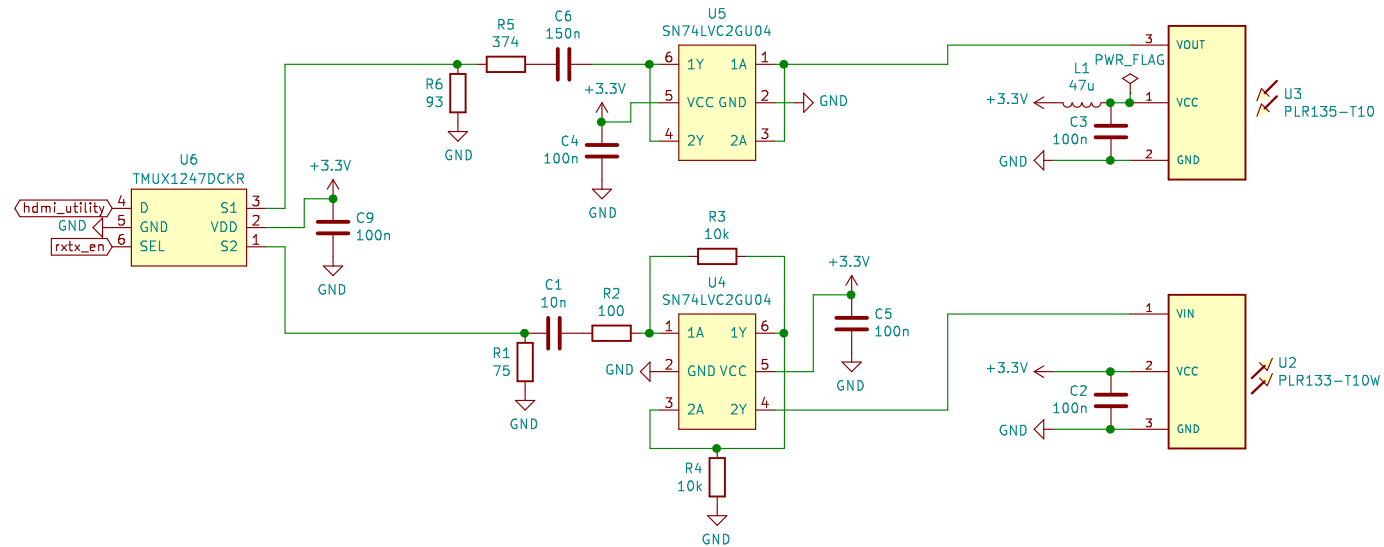 U5
SN74LVC2GU04
6 1Y 1A 1
5 VCC GND 2
4 2Y 2A 3
GND
R5
374
C6
150n
R6
93
GND
+3.3V
C4
100n
GND
3 VOUT
PWR_FLAG
L1
47u
+3.3V
1 VCC
C3
100n
GND
2 GND
U3
PLR135-T10
U6
TMUX1247DCKR
hdmi_utility 4 D S1 3
GND 5 GND VDD 2
rxtx_en 6 SEL S2 1
+3.3V
C9
100n
GND
R3
10k
U4
SN74LVC2GU04
1 1A 1Y 6
GND 2 GND VCC 5
3 2A 2Y 4
C1
10n
R2
100
R1
75
GND
+3.3V
C5
100n
GND
R4
10k
GND
1 VIN
+3.3V
2 VCC
C2
100n
GND
3 GND
U2
PLR133-T10W